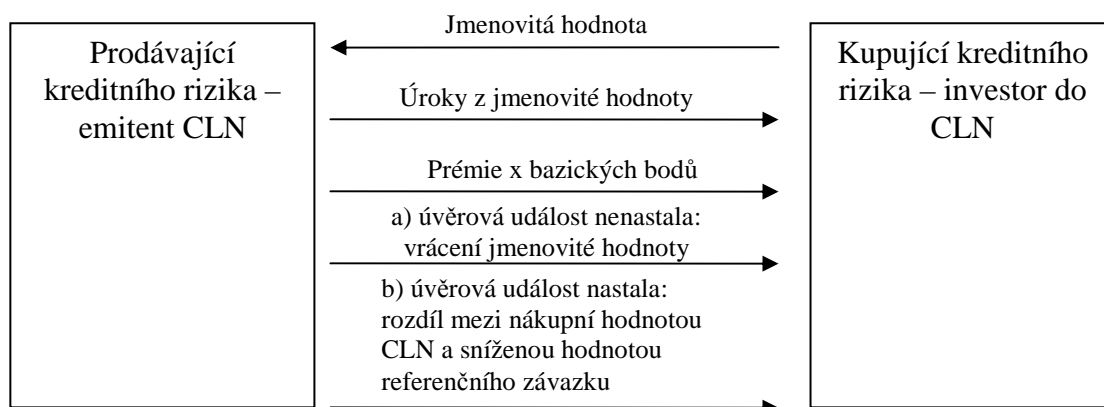 Prodávající
kreditního rizika –
emitent CLN
Jmenovitá hodnota
Úroky z jmenovité hodnoty
Prémie x bazických bodů
a) úvěrová událost nenastala:
vrácení jmenovité hodnoty
b) úvěrová událost nastala:
rozdíl mezi nákupní hodnotou
CLN a sníženou hodnotou
referenčního závazku
Kupující kreditního
rizika – investor do
CLN